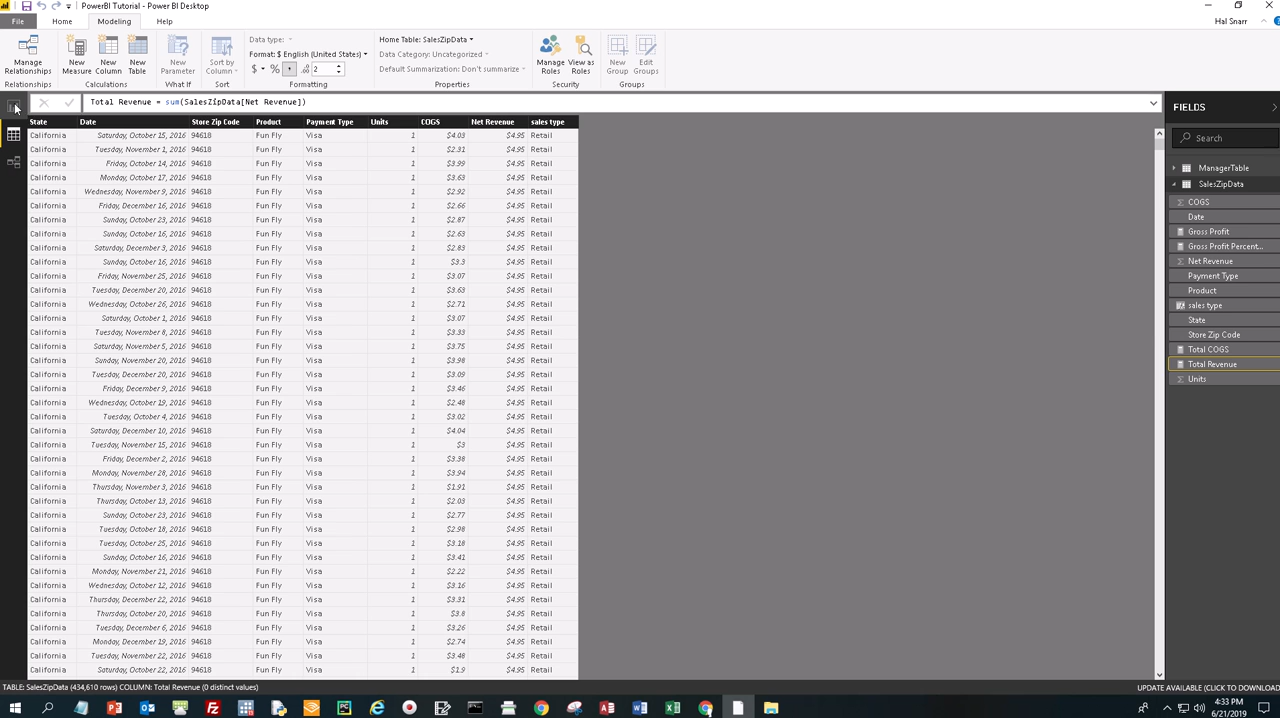 PowerBI Tutorial - Power BI Desktop
File Home Modeling Help Hal Snarr
Manage Relationships
New Measure
New Column
New Table
New Parameter
Sort by Column
Data type:
Format: $ English (United States)
$ % , .00 2
Home Table: SalesZipData
Data Category: Uncategorized
Default Summarization: Don't summarize
Manage Roles
View as Roles
New Group
Edit Groups
Relationships Calculations What If Sort Formatting Properties Security Groups
Total Revenue = sum(SalesZipData[Net Revenue])
State Date Store Zip Code Product Payment Type Units COGS Net Revenue sales type
California Saturday, October 15, 2016 94618 Fun Fly Visa 1 $4.03 $4.95 Retail
California Tuesday, November 1, 2016 94618 Fun Fly Visa 1 $2.31 $4.95 Retail
California Friday, October 14, 2016 94618 Fun Fly Visa 1 $3.99 $4.95 Retail
California Monday, October 17, 2016 94618 Fun Fly Visa 1 $3.63 $4.95 Retail
California Wednesday, November 9, 2016 94618 Fun Fly Visa 1 $2.92 $4.95 Retail
California Friday, December 16, 2016 94618 Fun Fly Visa 1 $2.66 $4.95 Retail
California Sunday, October 23, 2016 94618 Fun Fly Visa 1 $2.87 $4.95 Retail
California Sunday, October 16, 2016 94618 Fun Fly Visa 1 $2.63 $4.95 Retail
California Saturday, December 3, 2016 94618 Fun Fly Visa 1 $2.83 $4.95 Retail
California Sunday, October 16, 2016 94618 Fun Fly Visa 1 $3.3 $4.95 Retail
California Friday, November 25, 2016 94618 Fun Fly Visa 1 $3.07 $4.95 Retail
California Tuesday, December 20, 2016 94618 Fun Fly Visa 1 $3.63 $4.95 Retail
California Wednesday, October 26, 2016 94618 Fun Fly Visa 1 $2.71 $4.95 Retail
California Saturday, October 1, 2016 94618 Fun Fly Visa 1 $3.07 $4.95 Retail
California Tuesday, November 8, 2016 94618 Fun Fly Visa 1 $3.33 $4.95 Retail
California Saturday, November 5, 2016 94618 Fun Fly Visa 1 $3.75 $4.95 Retail
California Sunday, November 20, 2016 94618 Fun Fly Visa 1 $3.98 $4.95 Retail
California Tuesday, December 20, 2016 94618 Fun Fly Visa 1 $3.09 $4.95 Retail
California Friday, December 9, 2016 94618 Fun Fly Visa 1 $3.46 $4.95 Retail
California Wednesday, October 19, 2016 94618 Fun Fly Visa 1 $2.48 $4.95 Retail
California Tuesday, October 4, 2016 94618 Fun Fly Visa 1 $3.02 $4.95 Retail
California Saturday, December 10, 2016 94618 Fun Fly Visa 1 $4.04 $4.95 Retail
California Tuesday, November 15, 2016 94618 Fun Fly Visa 1 $3 $4.95 Retail
California Friday, December 2, 2016 94618 Fun Fly Visa 1 $3.38 $4.95 Retail
California Monday, November 28, 2016 94618 Fun Fly Visa 1 $3.94 $4.95 Retail
California Thursday, November 3, 2016 94618 Fun Fly Visa 1 $1.91 $4.95 Retail
California Thursday, October 13, 2016 94618 Fun Fly Visa 1 $2.03 $4.95 Retail
California Sunday, October 23, 2016 94618 Fun Fly Visa 1 $2.77 $4.95 Retail
California Tuesday, October 18, 2016 94618 Fun Fly Visa 1 $2.98 $4.95 Retail
California Tuesday, October 25, 2016 94618 Fun Fly Visa 1 $3.18 $4.95 Retail
California Sunday, October 16, 2016 94618 Fun Fly Visa 1 $3.41 $4.95 Retail
California Monday, November 21, 2016 94618 Fun Fly Visa 1 $2.22 $4.95 Retail
California Wednesday, October 12, 2016 94618 Fun Fly Visa 1 $3.16 $4.95 Retail
California Thursday, December 22, 2016 94618 Fun Fly Visa 1 $3.31 $4.95 Retail
California Thursday, October 20, 2016 94618 Fun Fly Visa 1 $3.8 $4.95 Retail
California Tuesday, December 6, 2016 94618 Fun Fly Visa 1 $3.26 $4.95 Retail
California Monday, December 19, 2016 94618 Fun Fly Visa 1 $2.74 $4.95 Retail
California Tuesday, November 22, 2016 94618 Fun Fly Visa 1 $3.48 $4.95 Retail
California Saturday, October 22, 2016 94618 Fun Fly Visa 1 $1.9 $4.95 Retail
FIELDS
Search
ManagerTable
SalesZipData
COGS
Date
Gross Profit
Gross Profit Percent...
Net Revenue
Payment Type
Product
sales type
State
Store Zip Code
Total COGS
Total Revenue
Units
TABLE: SalesZipData (434,610 rows) COLUMN: Total Revenue (0 distinct values)
UPDATE AVAILABLE (CLICK TO DOWNLOAD
4:33 PM
6/21/2019